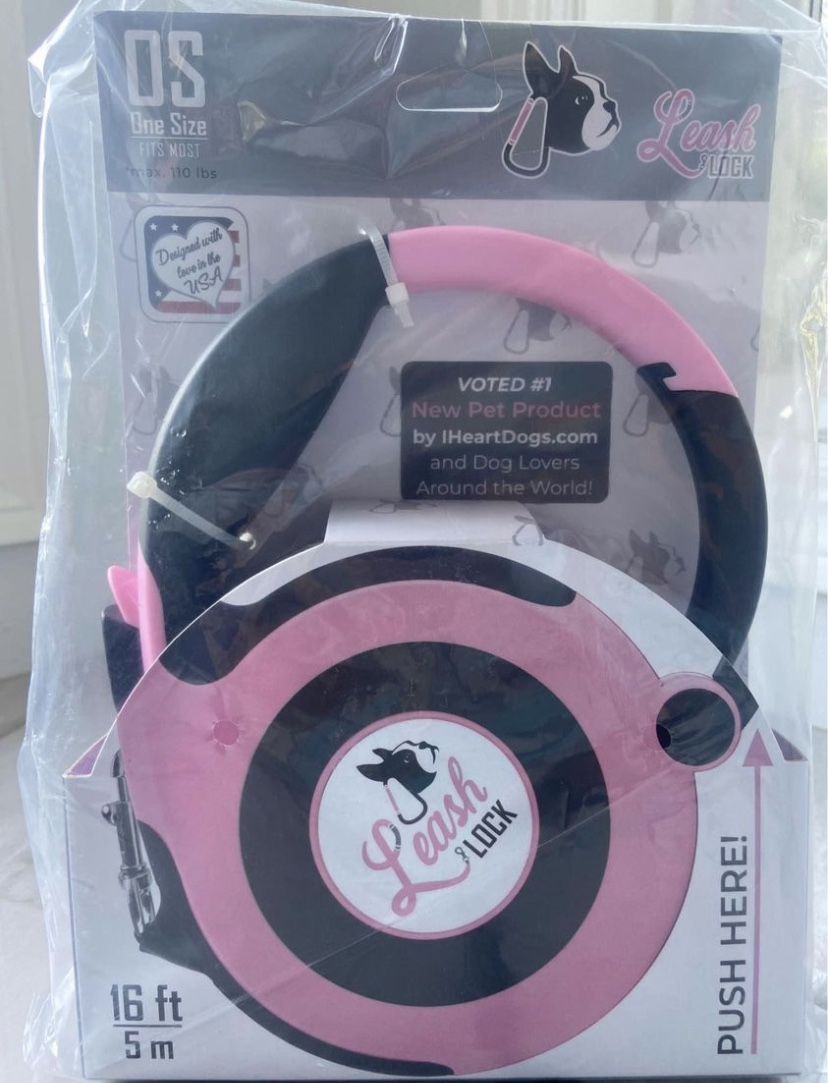 OS
One Size
FITS MOST
*max. 110 lbs
Leash
& LOCK
Designed with
love in the
USA
VOTED #1
New Pet Product
by IHeartDogs.com
and Dog Lovers
Around the World!
Leash
& LOCK
PUSH HERE!
16 ft
5 m